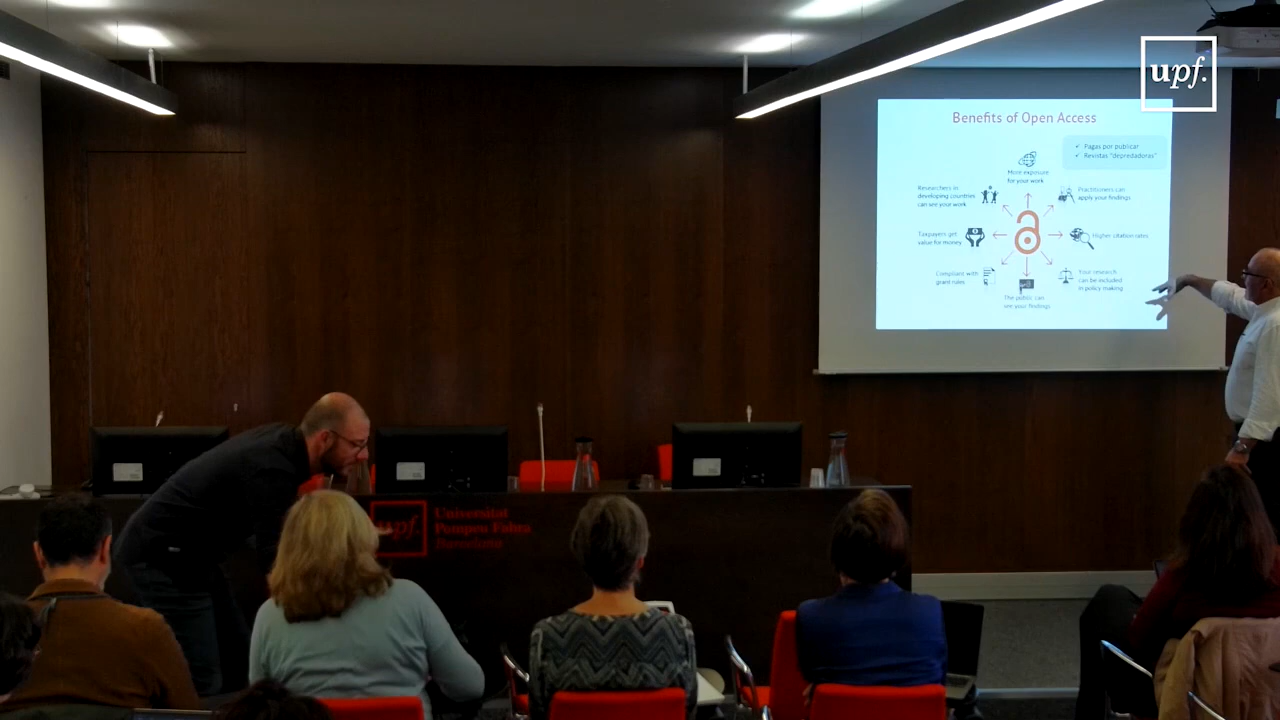 upf.
Benefits of Open Access
✓ Pagas por publicar
✓ Revistas "depredadoras"
More exposure
for your work
Researchers in
developing countries
can see your work
Practitioners can
apply your findings
Taxpayers get
value for money
Higher citation rates
Compliant with
grant rules
Your research
can be included
in policy making
The public can
see your findings
upf.
Universitat
Pompeu Fabra
Barcelona